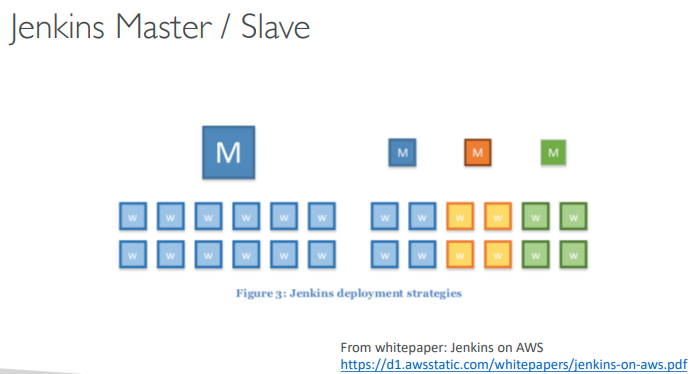 Jenkins Master / Slave
M M M M
W W W W W W W W W W W W
W W W W W W W W W W W W
Figure 3: Jenkins deployment strategies
From whitepaper: Jenkins on AWS
https://d1.awsstatic.com/whitepapers/jenkins-on-aws.pdf